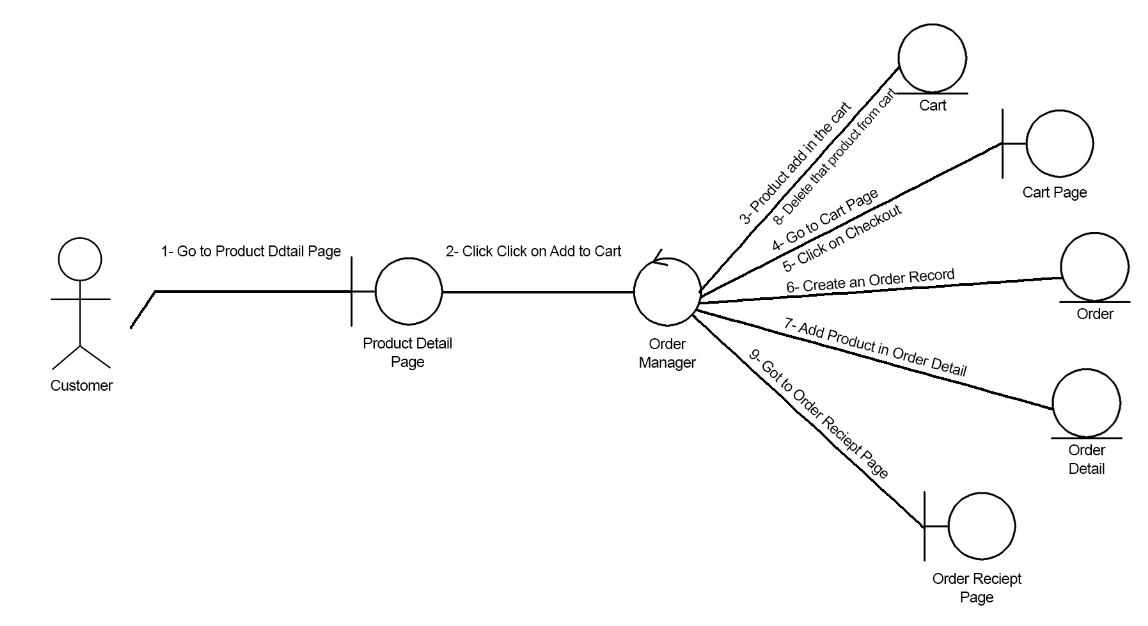 Cart
3- Product add in the cart
8- Delete that product from cart
Cart Page
4- Go to Cart Page
5- Click on Checkout
1- Go to Product Ddtail Page
2- Click Click on Add to Cart
6- Create an Order Record
Order
Product Detail
Page
Order
Manager
7- Add Product in Order Detail
9- Got to Order Reciept Page
Customer
Order
Detail
Order Reciept
Page